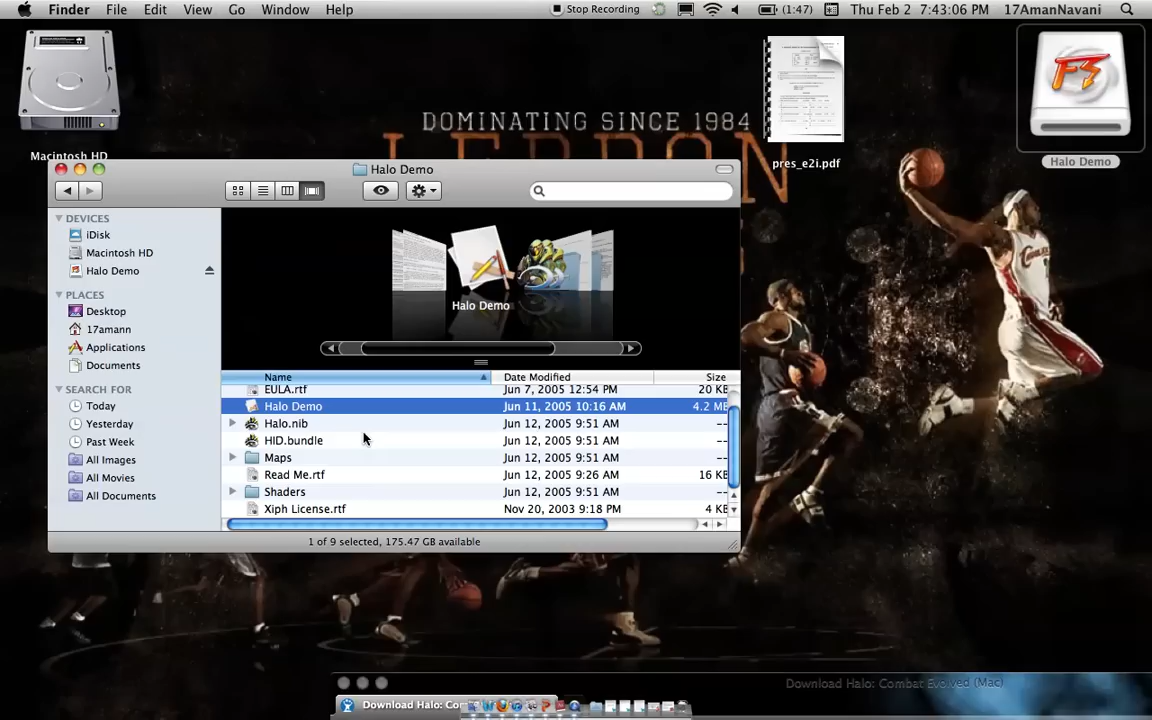 Finder File Edit View Go Window Help Stop Recording (1:47) Thu Feb 2 7:43:06 PM 17AmanNavani
DOMINATING SINCE 1984
LEBRON
F3
Macintosh HD
pres_e2i.pdf
Halo Demo
Halo Demo
DEVICES
iDisk
Macintosh HD
Halo Demo
PLACES
Desktop
17amann
Applications
Documents
SEARCH FOR
Today
Yesterday
Past Week
All Images
All Movies
All Documents
Halo Demo
Name Date Modified Size
EULA.rtf Jun 7, 2005 12:54 PM 20 KB
Halo Demo Jun 11, 2005 10:16 AM 4.2 MB
Halo.nib Jun 12, 2005 9:51 AM --
HID.bundle Jun 12, 2005 9:51 AM --
Maps Jun 12, 2005 9:51 AM --
Read Me.rtf Jun 12, 2005 9:26 AM 16 KB
Shaders Jun 12, 2005 9:51 AM --
Xiph License.rtf Nov 20, 2003 9:18 PM 4 KB
1 of 9 selected, 175.47 GB available
Download Halo: Combat Evolved (Mac)
Download Halo: Com